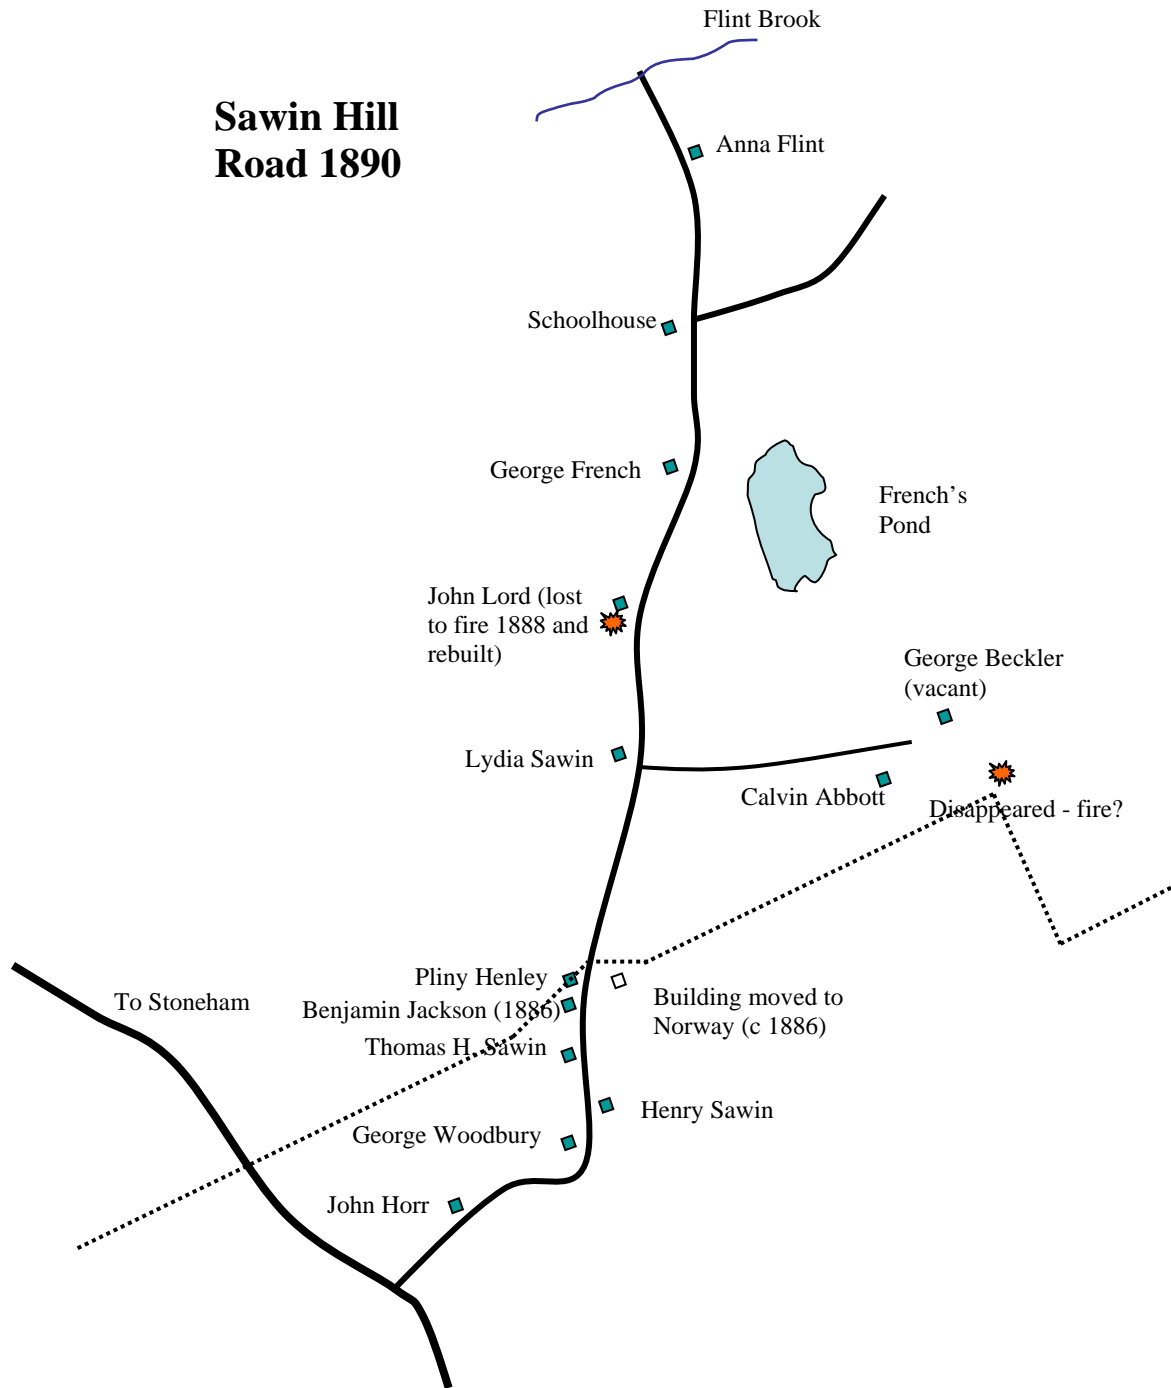 Flint Brook
Sawin Hill
Road 1890
Anna Flint
Schoolhouse
George French
French’s
Pond
John Lord (lost
to fire 1888 and
rebuilt)
George Beckler
(vacant)
Lydia Sawin
Calvin Abbott
Disappeared - fire?
Pliny Henley
To Stoneham
Benjamin Jackson (1886)
Building moved to
Norway (c 1886)
Thomas H. Sawin
Henry Sawin
George Woodbury
John Horr